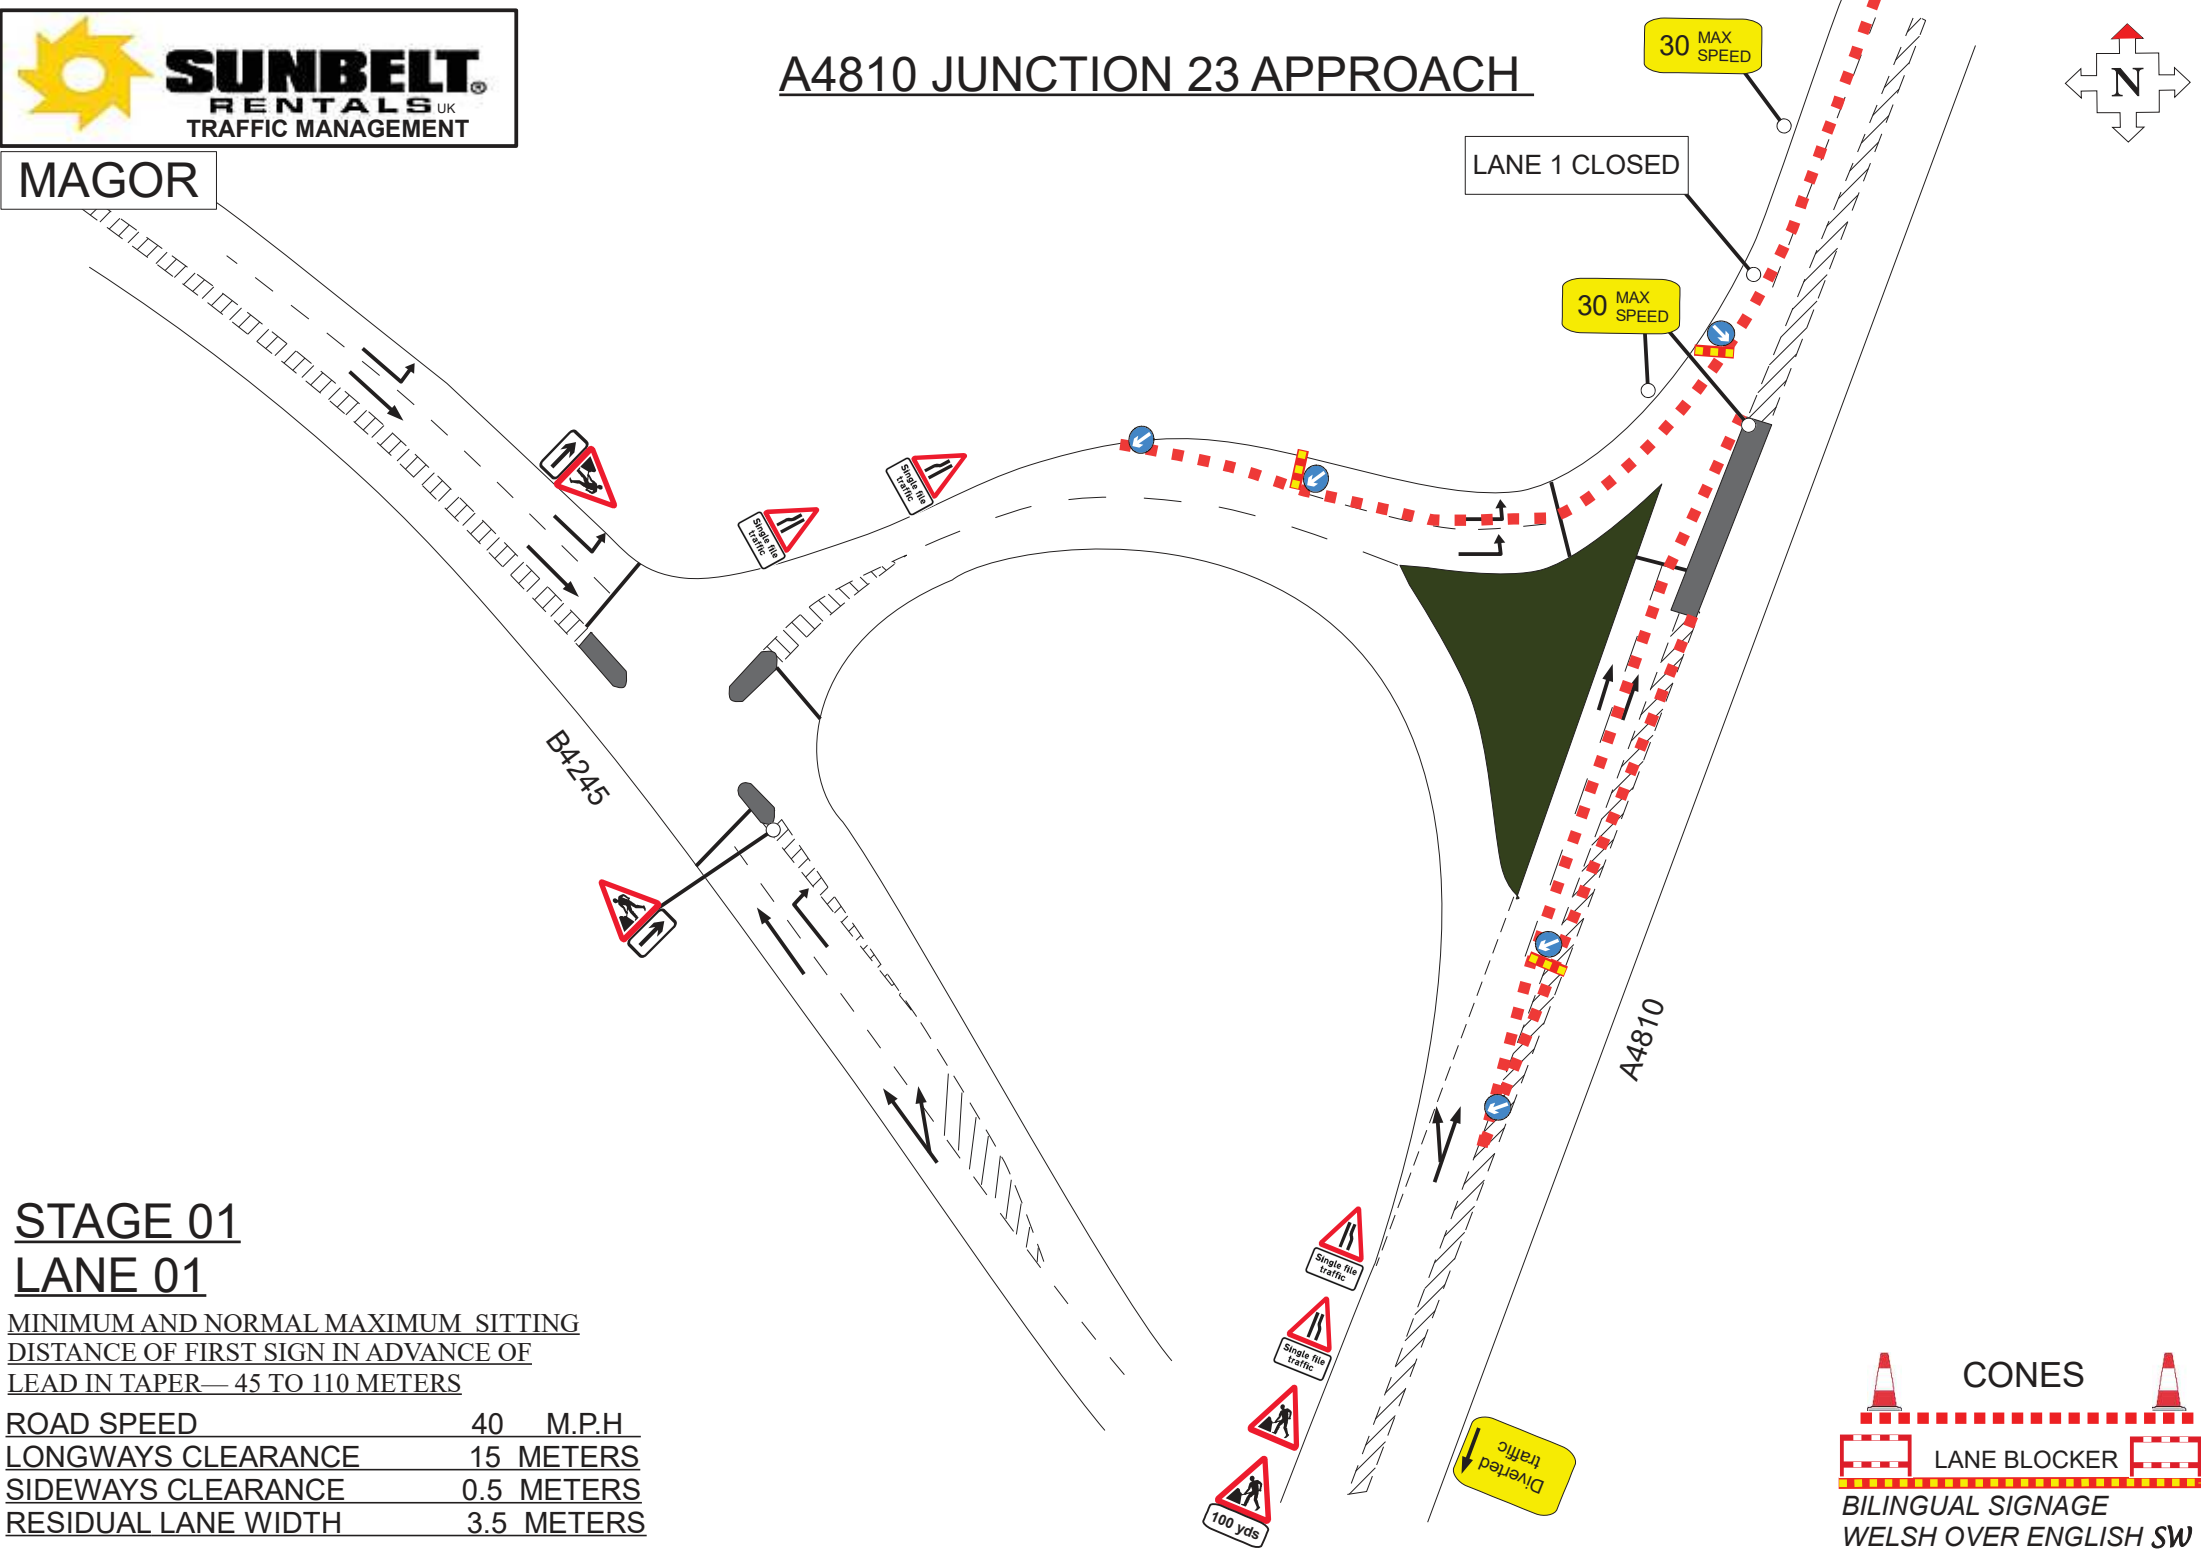 SUNBELT®
RENTALS UK
TRAFFIC MANAGEMENT
MAGOR
A4810 JUNCTION 23 APPROACH
30 MAX
SPEED
N
LANE 1 CLOSED
30 MAX
SPEED
Single file
traffic
Single file
traffic
B4245
A4810
Single file
traffic
Single file
traffic
100 yds
Diverted
traffic
STAGE 01
LANE 01
MINIMUM AND NORMAL MAXIMUM SITTING
DISTANCE OF FIRST SIGN IN ADVANCE OF
LEAD IN TAPER— 45 TO 110 METERS
ROAD SPEED 40 M.P.H
LONGWAYS CLEARANCE 15 METERS
SIDEWAYS CLEARANCE 0.5 METERS
RESIDUAL LANE WIDTH 3.5 METERS
CONES
LANE BLOCKER
BILINGUAL SIGNAGE
WELSH OVER ENGLISH SW